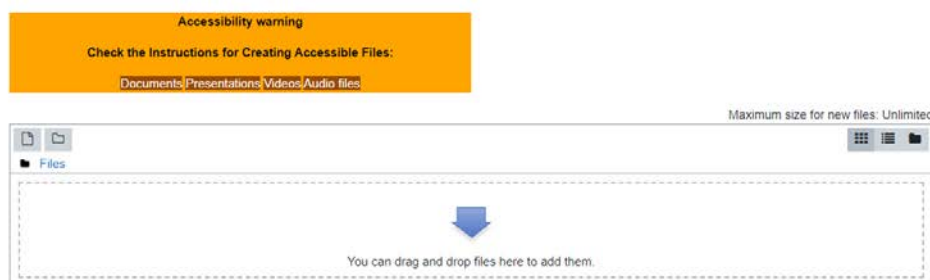 Accessibility warning
Check the Instructions for Creating Accessible Files:
Documents Presentations Videos Audio files
Maximum size for new files: Unlimited
Files
You can drag and drop files here to add them.